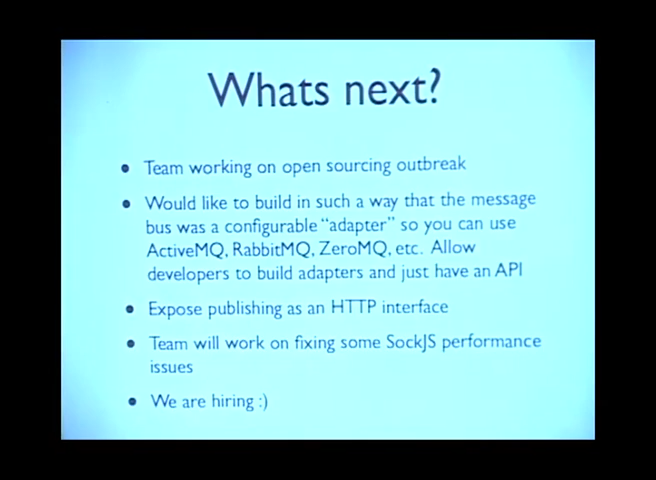 Whats next?
• Team working on open sourcing outbreak
• Would like to build in such a way that the message
bus was a configurable "adapter" so you can use
ActiveMQ, RabbitMQ, ZeroMQ, etc. Allow
developers to build adapters and just have an API
• Expose publishing as an HTTP interface
• Team will work on fixing some SockJS performance
issues
• We are hiring :)